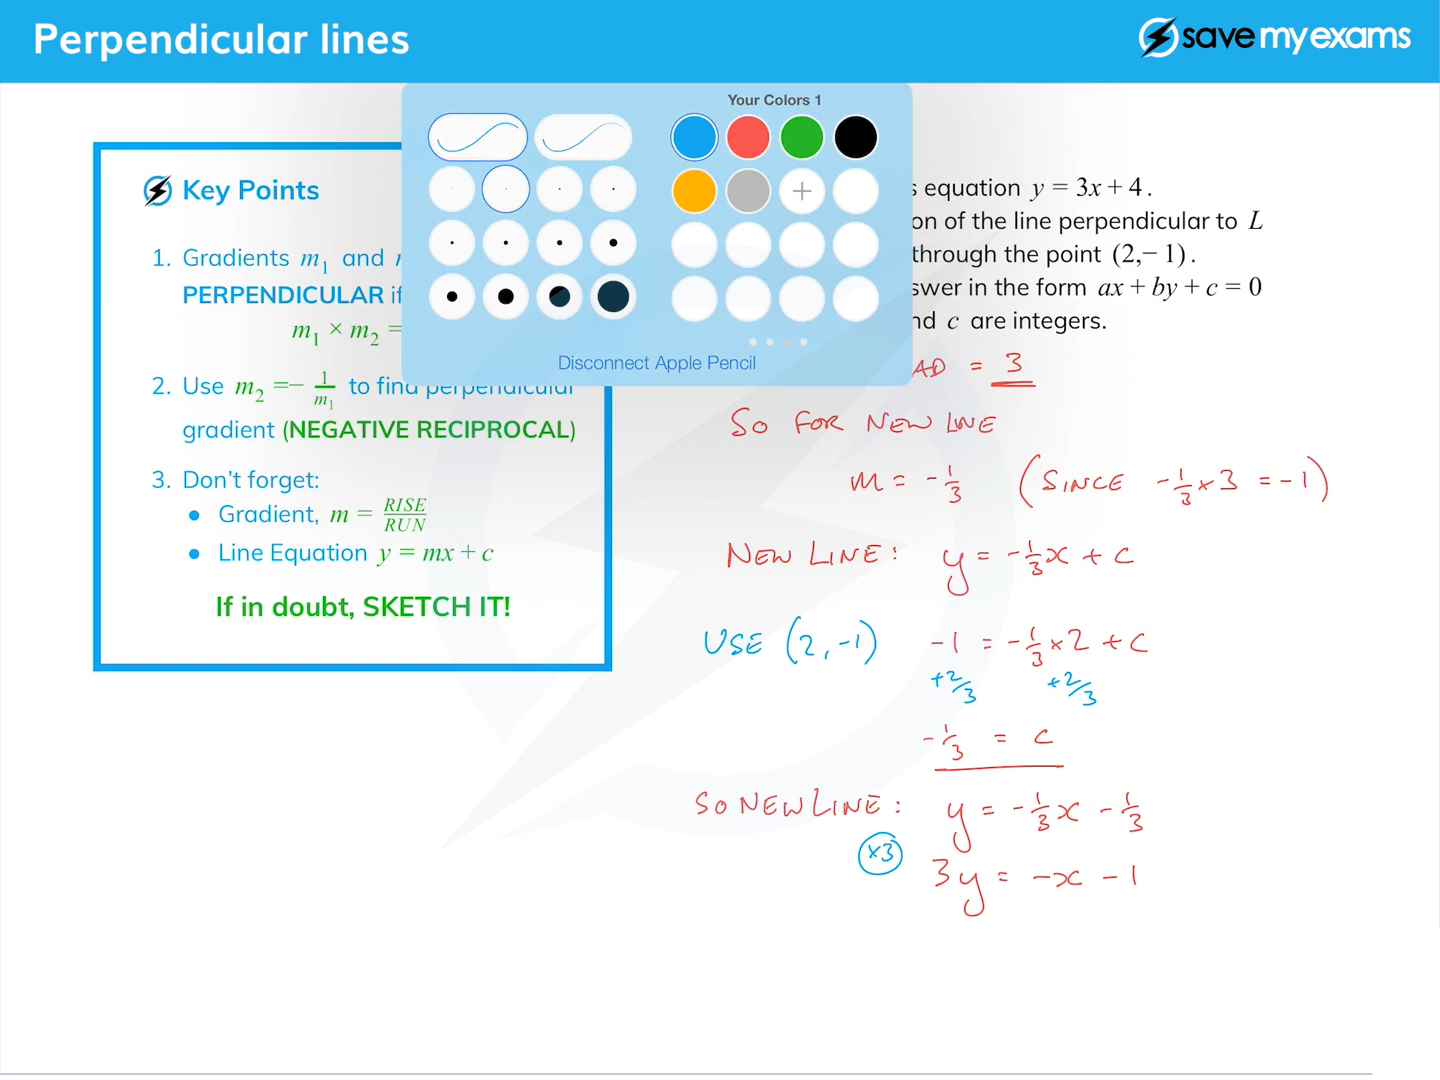 Perpendicular lines
save my exams
Your Colors 1
Disconnect Apple Pencil
Key Points
1. Gradients m₁ and
PERPENDICULAR if
m₁ × m₂ =
2. Use m₂ =− 1/m₁ to find perpendicular
gradient (NEGATIVE RECIPROCAL)
3. Don't forget:
• Gradient, m = RISE/RUN
• Line Equation y = mx + c
If in doubt, SKETCH IT!
s equation y = 3x + 4 .
on of the line perpendicular to L
through the point (2,− 1) .
swer in the form ax + by + c = 0
nd c are integers.
AD = 3
SO FOR NEW LINE
m = -1/3 (SINCE -1/3 × 3 = -1)
NEW LINE: y = -1/3x + c
USE (2, -1) -1 = -1/3 × 2 + c
+2/3 +2/3
-1/3 = c
SO NEW LINE: y = -1/3x - 1/3
×3 3y = -x - 1